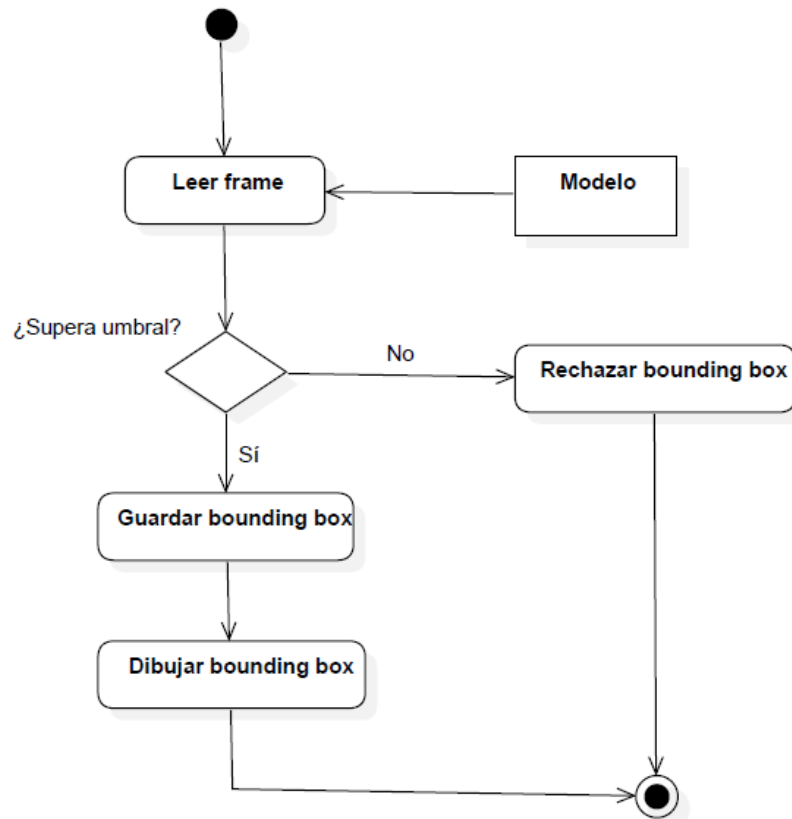 Leer frame
Modelo
¿Supera umbral?
No
Rechazar bounding box
Sí
Guardar bounding box
Dibujar bounding box